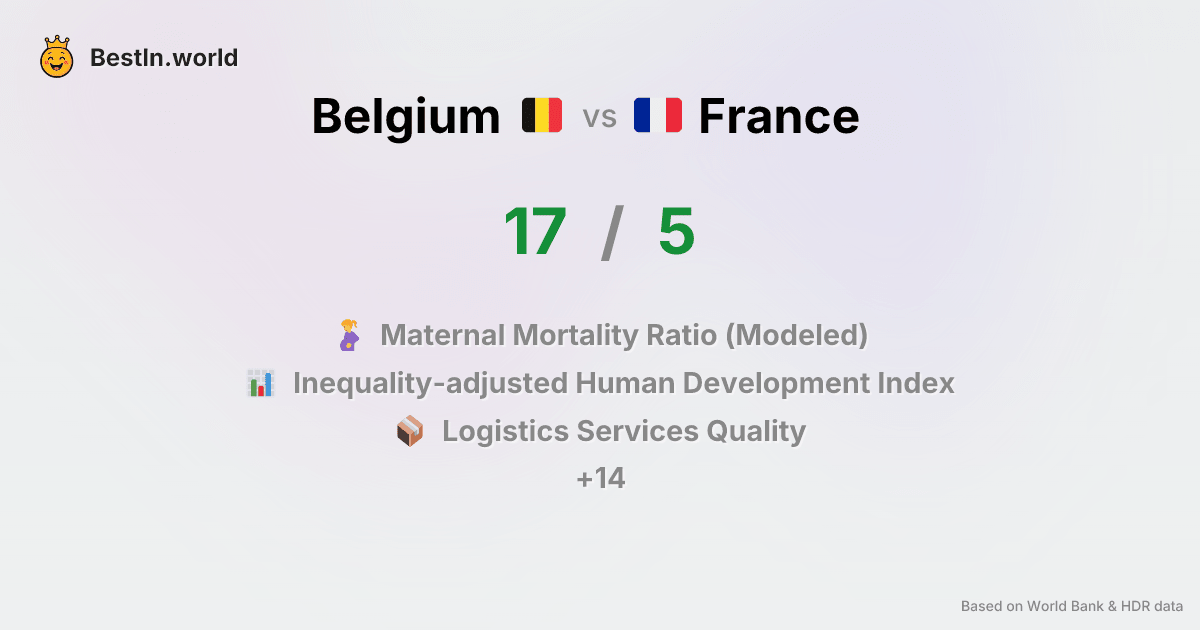 BestIn.world
Belgium vs France
17 / 5
Maternal Mortality Ratio (Modeled)
Inequality-adjusted Human Development Index
Logistics Services Quality
+14
Based on World Bank & HDR data